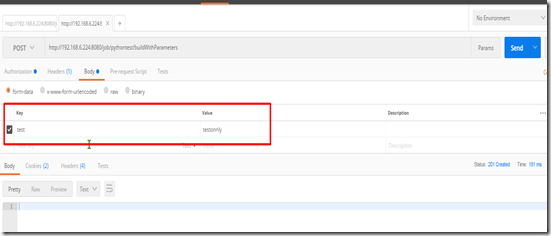 http://192.168.6.224:8080/j
http://192.168.6.224:8
No Environment
POST
http://192.168.6.224:8080/job/pythontest/buildWithParameters
Params
Send
Authorization
Headers (1)
Body
Pre-request Script
Tests
form-data
x-www-form-urlencoded
raw
binary
Key
Value
Description
test
testonly
Description
Body
Cookies (2)
Headers (4)
Tests
Status: 201 Created
Time: 191 ms
Pretty
Raw
Preview
Text
1